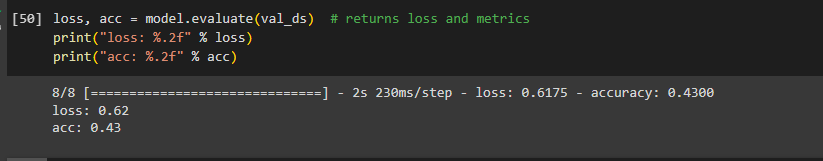 [50] loss, acc = model.evaluate(val_ds)  # returns loss and metrics
print("loss: %.2f" % loss)
print("acc: %.2f" % acc)
8/8 [==============================] - 2s 230ms/step - loss: 0.6175 - accuracy: 0.4300
loss: 0.62
acc: 0.43